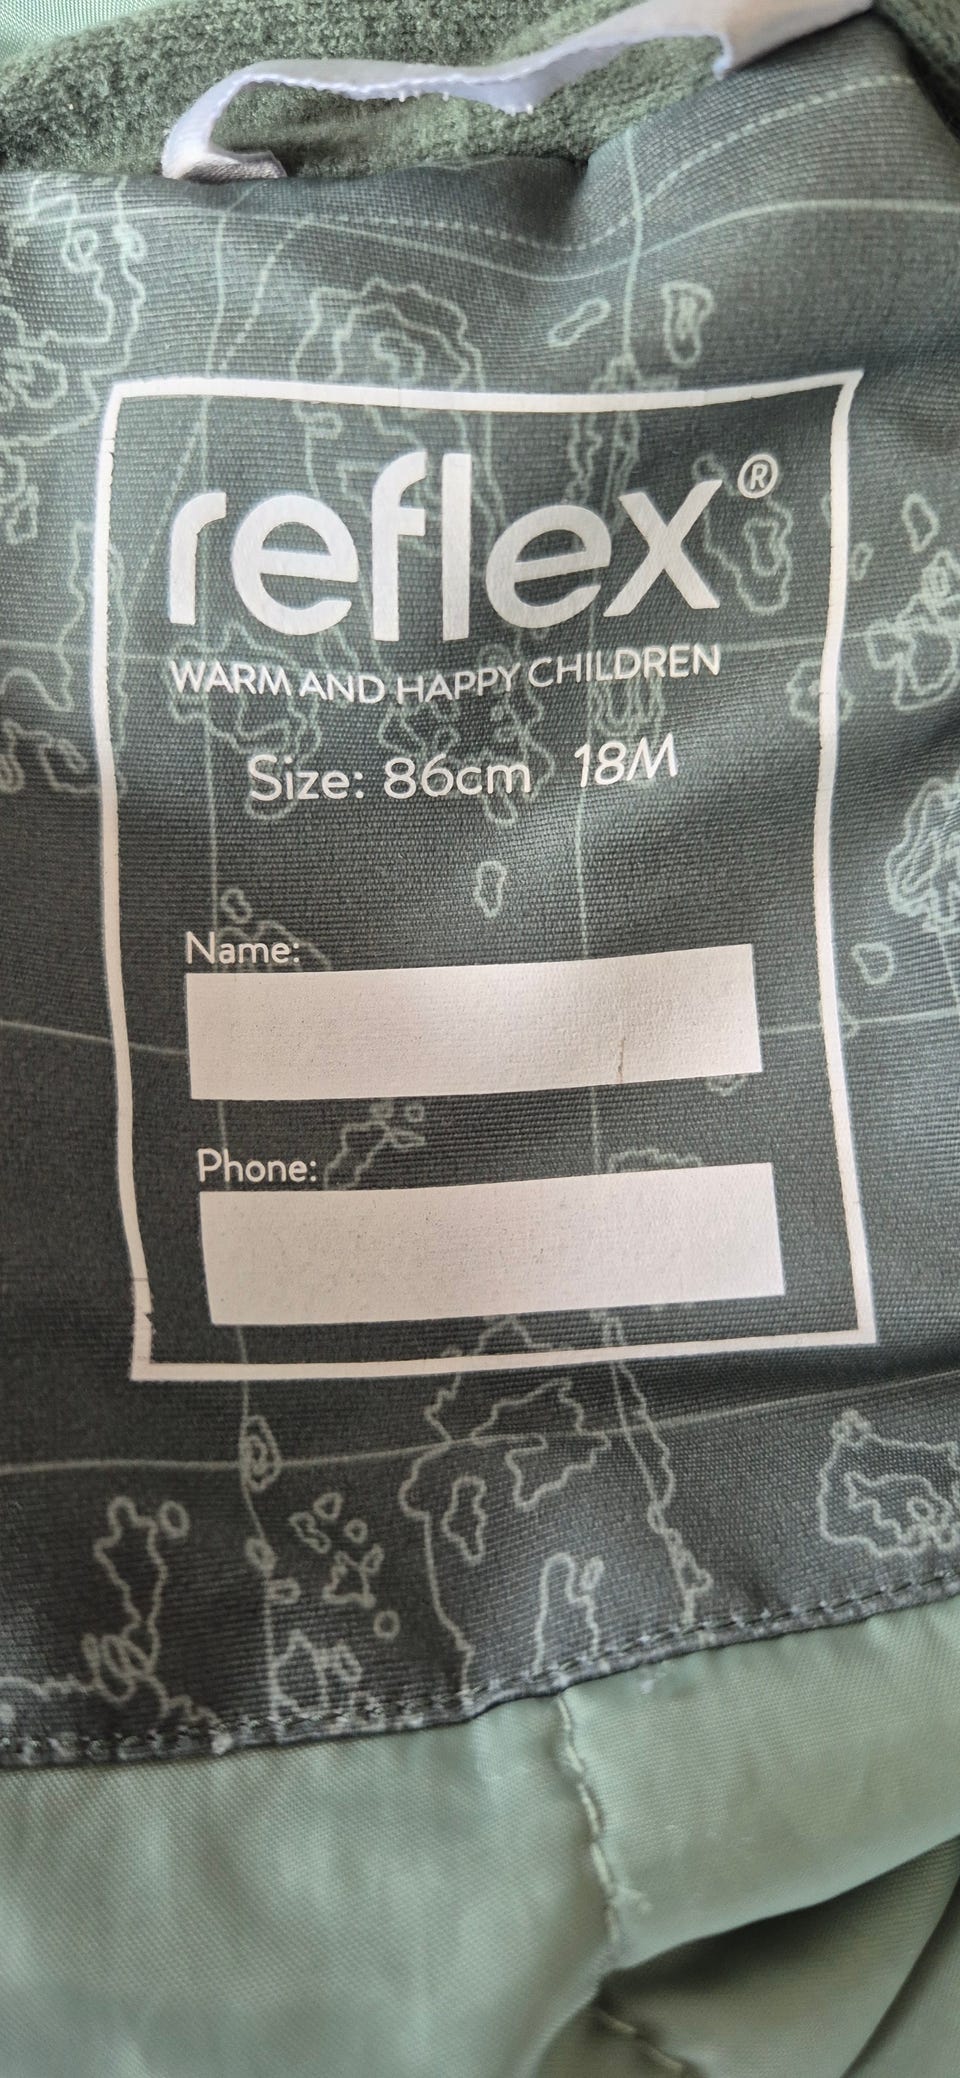 reflex®
WARM AND HAPPY CHILDREN
Size: 86cm 18M
Name:
Phone: